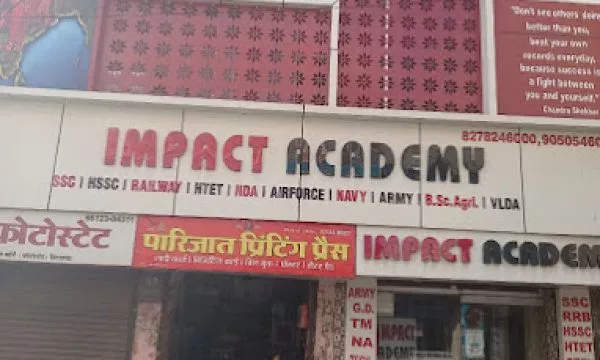 "Don't see others doing
better than you,
beat your own
records everyday,
because success is
a fight between
you and yourself."
Chandra Shekhar
8278246000,9050546
IMPACT ACADEMY
SSC | HSSC | RAILWAY | HTET | NDA | AIRFORCE | NAVY | ARMY | B.Sc.Agri. | VLDA
फोटोस्टेट
पारिजात प्रिंटिंग प्रैस
IMPACT ACADEM
ARMY
G.D.
TM
NA
IMPACT
ACADEMY
SSC
RRB
HSSC
HTET